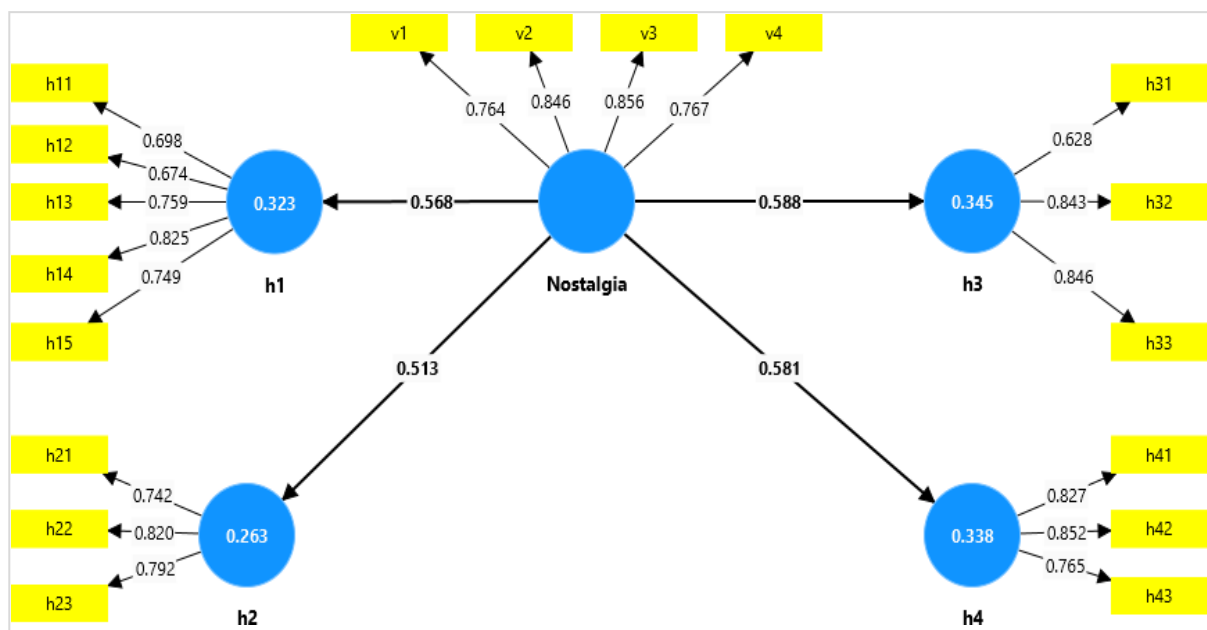 v1
v2
v3
v4
0.764
0.846
0.856
0.767
h11
h12
h13
h14
h15
0.698
0.674
0.759
0.825
0.749
0.323
h1
0.568
Nostalgia
0.588
0.345
h3
0.628
0.843
0.846
h31
h32
h33
0.513
0.581
h21
h22
h23
0.742
0.820
0.792
0.263
h2
0.338
h4
0.827
0.852
0.765
h41
h42
h43